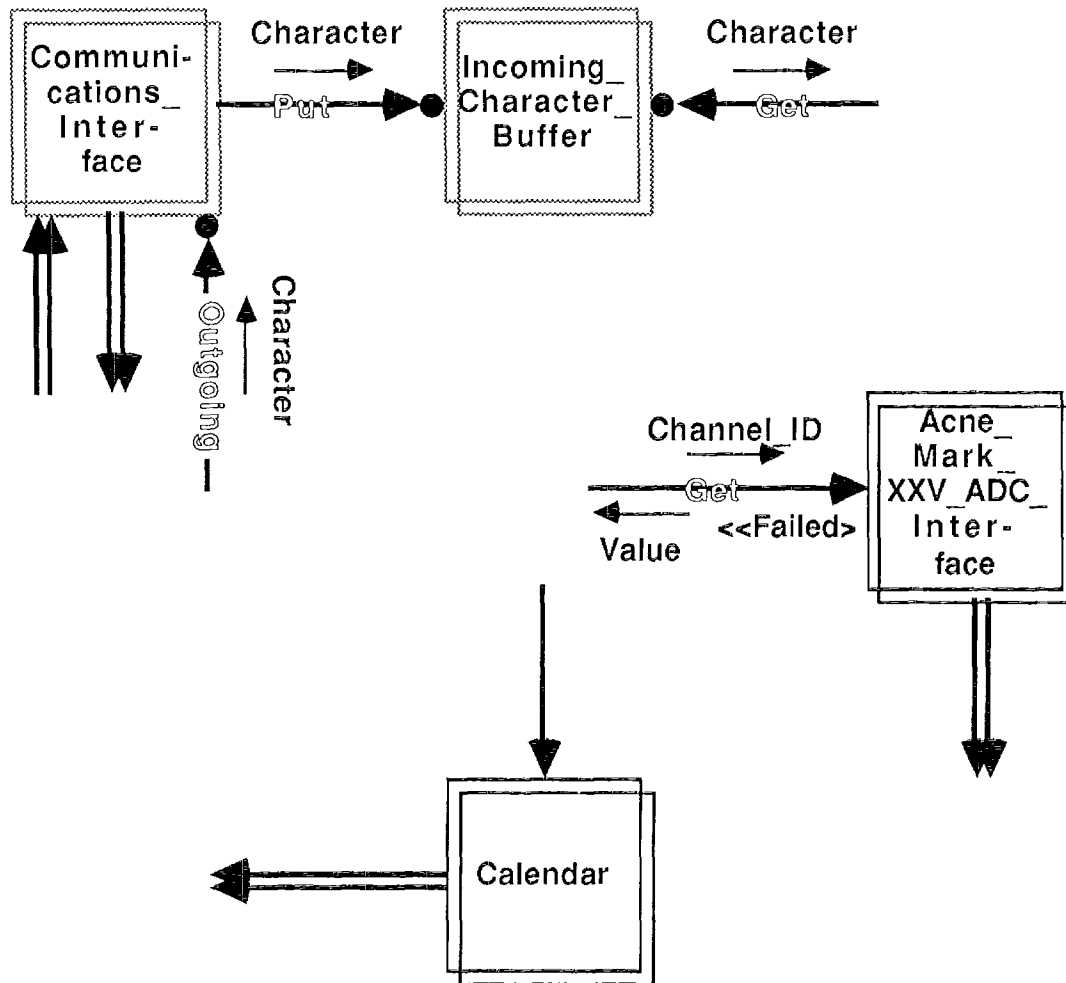 Communi-
cations_
Inter-
face
Character
Put
Incoming_
Character_
Buffer
Character
Get
Outgoing
Character
Channel_ID
Get
Value
<<Failed>
Acne_
Mark_
XXV_ADC_
Inter-
face
Calendar